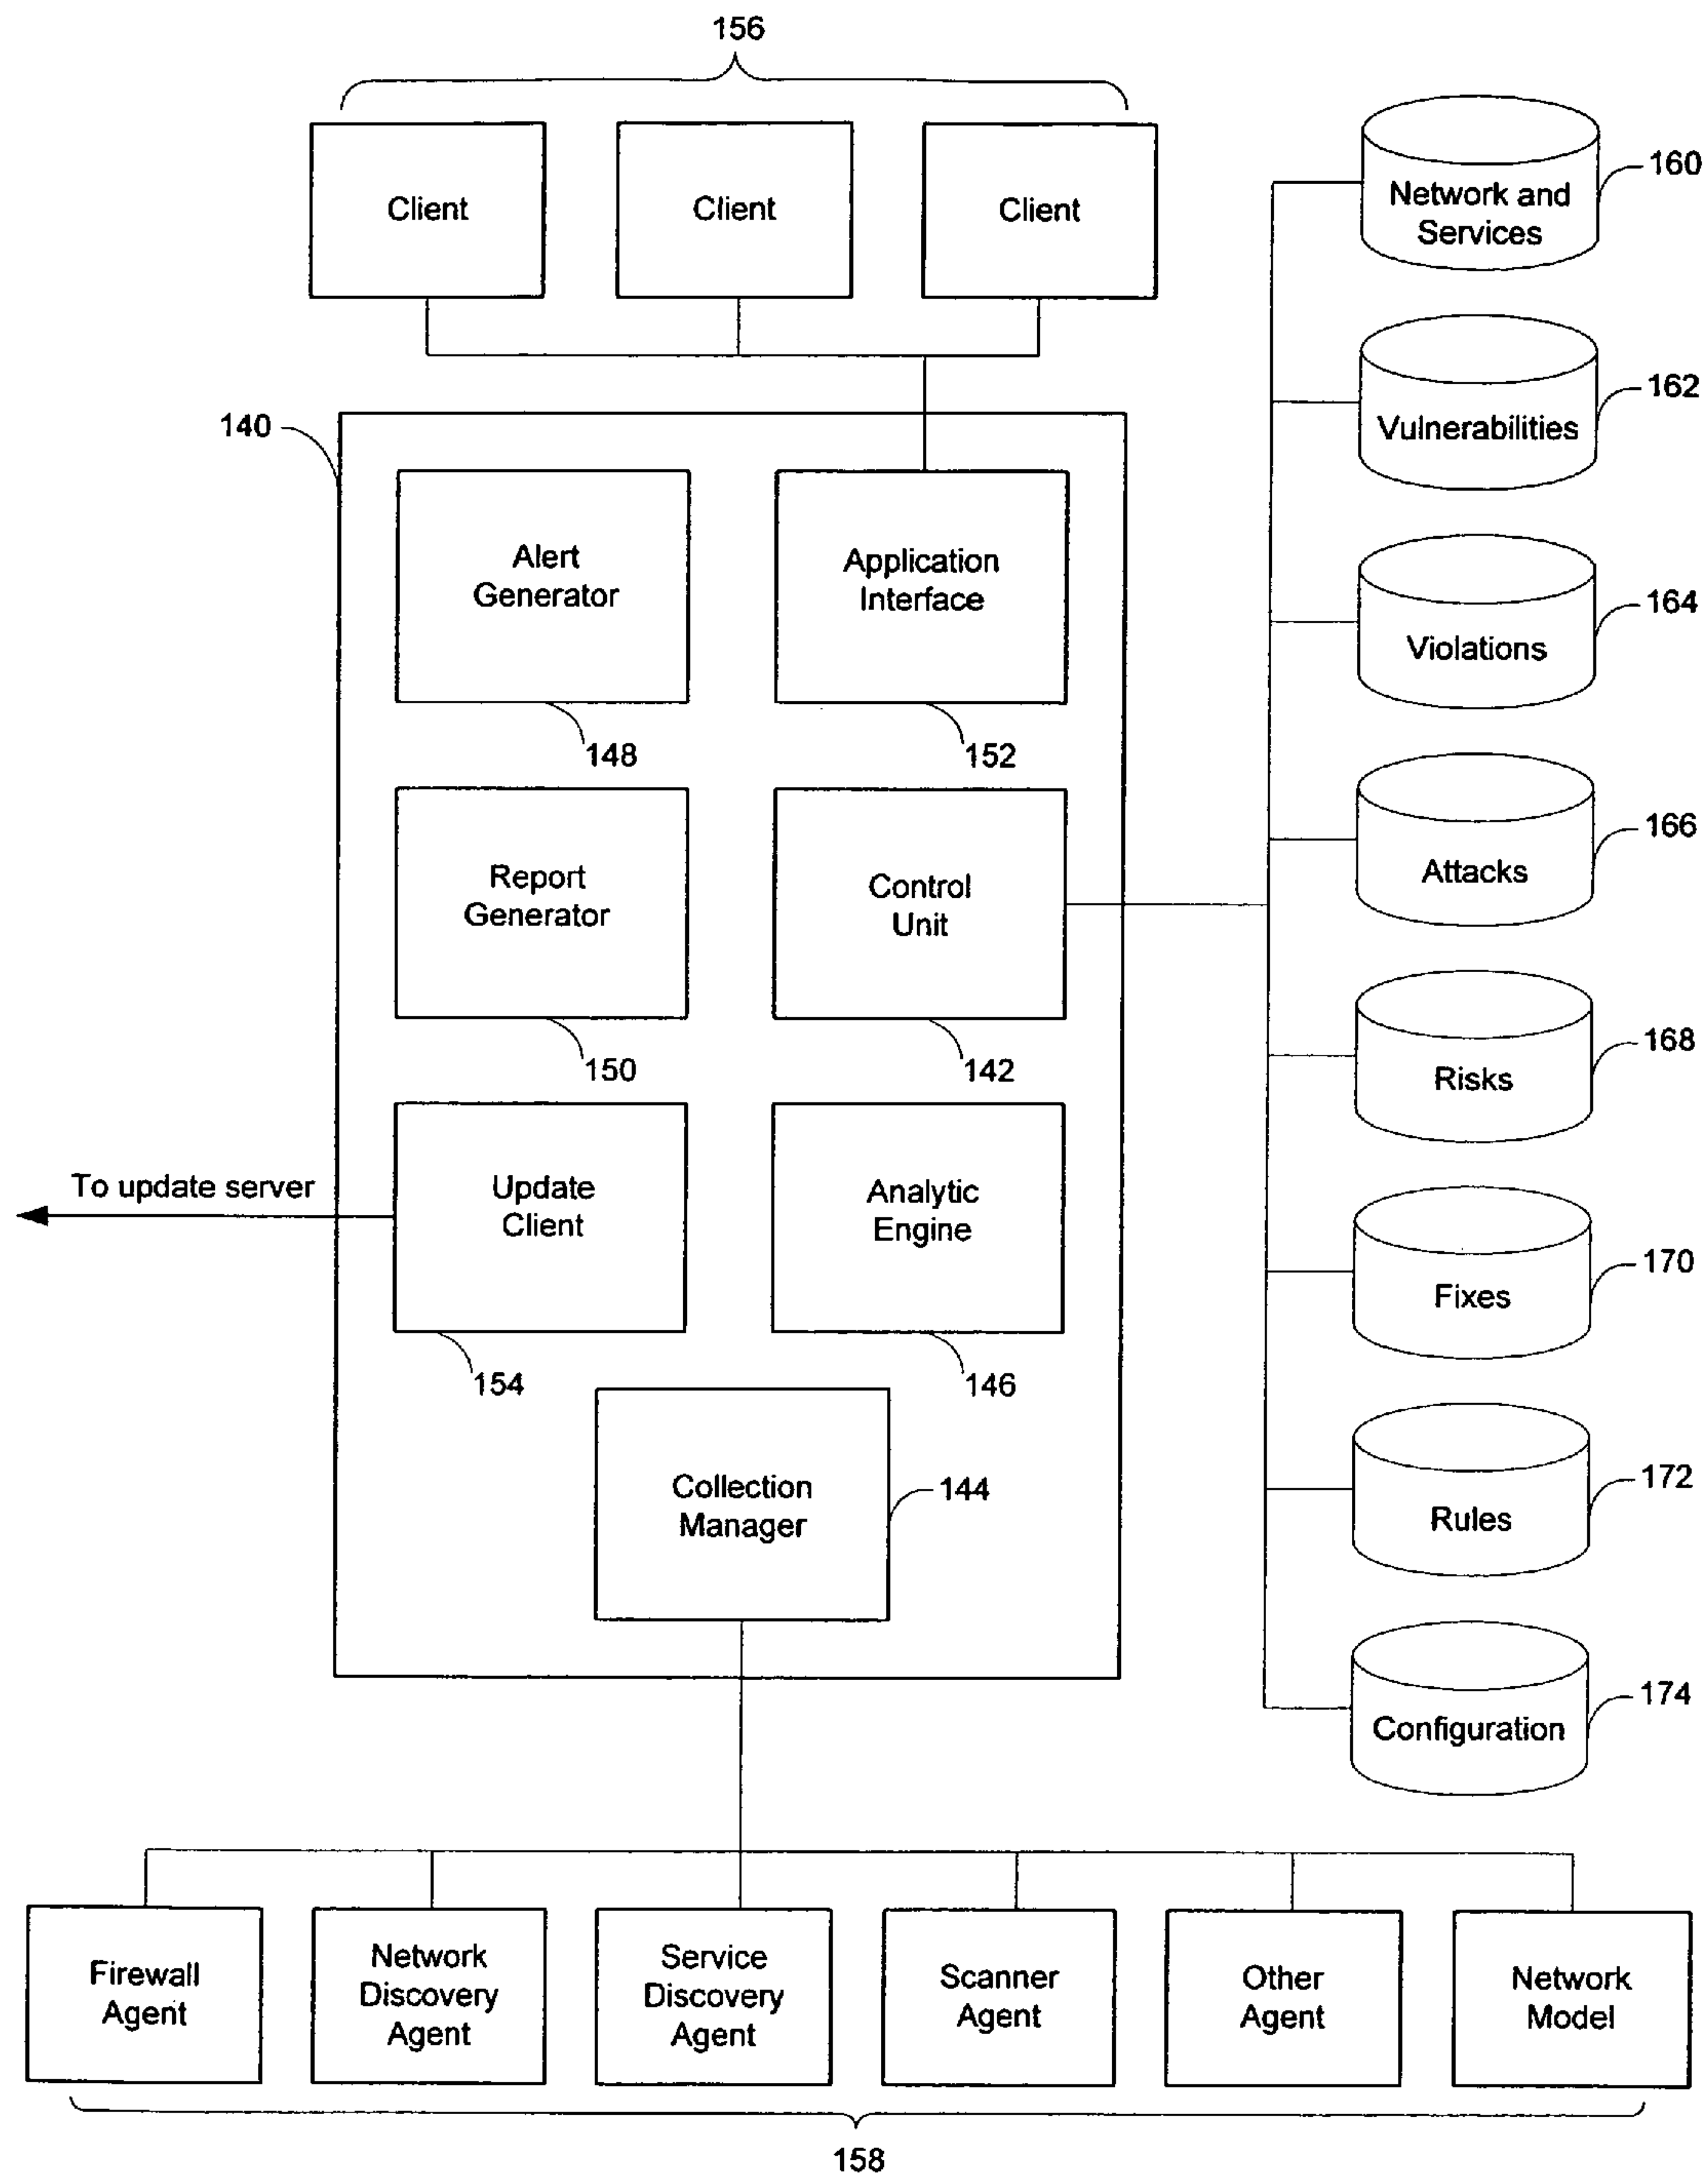 156
Client
Client
Client
140
Alert
Generator
148
Application
Interface
152
Report
Generator
150
Control
Unit
142
To update server
Update
Client
154
Analytic
Engine
146
Collection
Manager
144
Network and
Services
160
Vulnerabilities
162
Violations
164
Attacks
166
Risks
168
Fixes
170
Rules
172
Configuration
174
Firewall
Agent
Network
Discovery
Agent
Service
Discovery
Agent
Scanner
Agent
Other
Agent
Network
Model
158